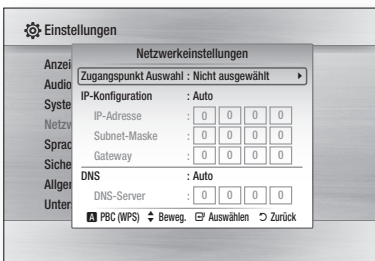 Einstellungen
Netzwerkeinstellungen
Anzei
Zugangspunkt Auswahl : Nicht ausgewählt
Audio
IP-Konfiguration : Auto
Syste
IP-Adresse : 0 0 0 0
Netzw
Subnet-Maske : 0 0 0 0
Sprac
Gateway : 0 0 0 0
Siche
DNS : Auto
Allger
DNS-Server : 0 0 0 0
Unter
A PBC (WPS) Beweg. Auswählen Zurück